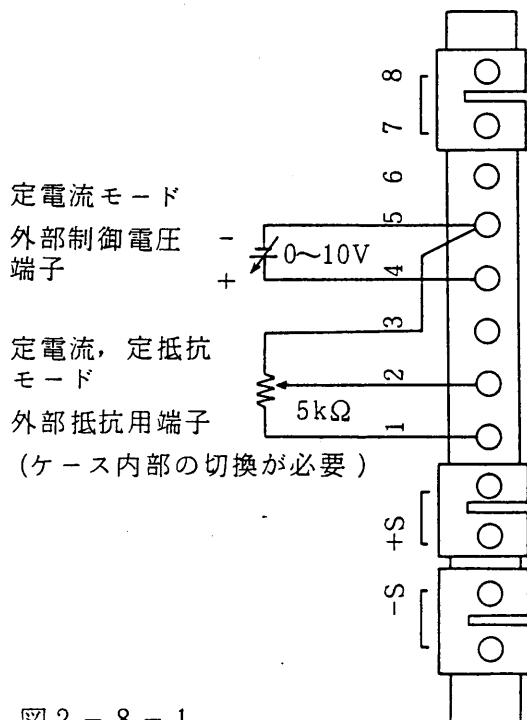 8
7
6
5
4
3
2
1
+S
-S
定電流モード
外部制御電圧
端子
-
+
0~10V
定電流,定抵抗
モード
外部抵抗用端子
(ケース内部の切換が必要)
5kΩ
図2-8-1